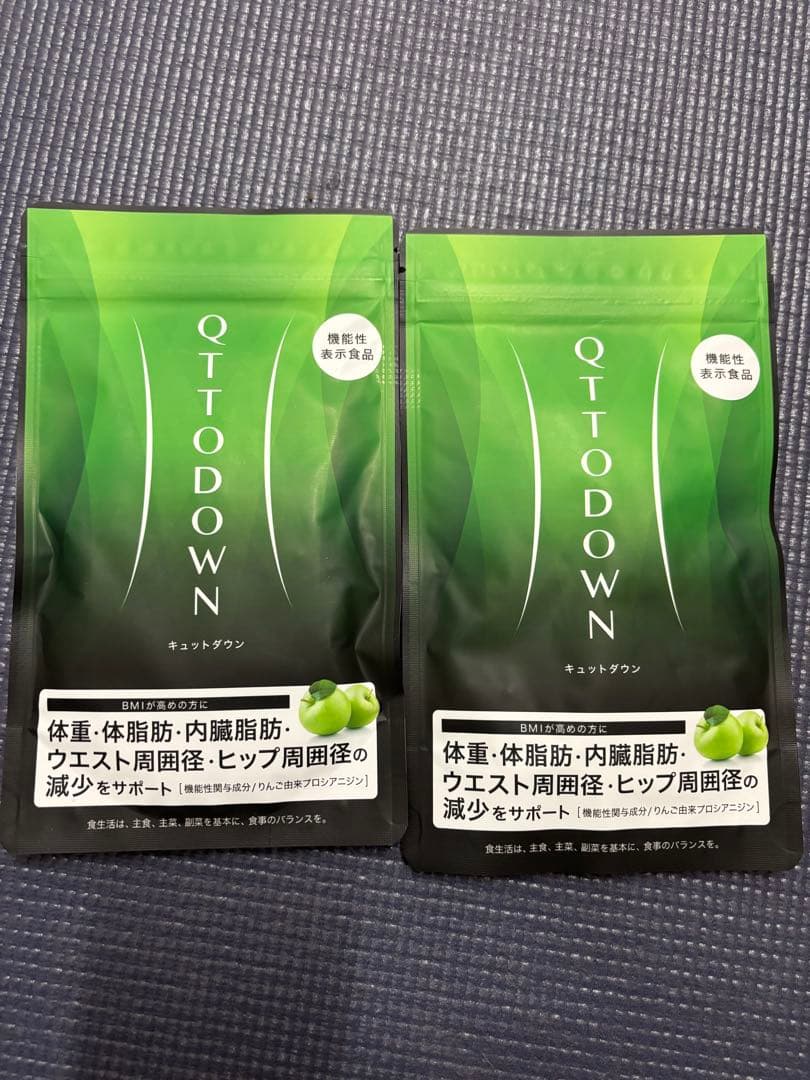 QTTODOWN
機能性
表示食品
キュットダウン
BMIが高めの方に
体重・体脂肪・内臓脂肪・
ウエスト周囲径・ヒップ周囲径の
減少をサポート [機能性関与成分/りんご由来プロシアニジン]
食生活は、主食、主菜、副菜を基本に、食事のバランスを。
QTTODOWN
機能性
表示食品
キュットダウン
BMIが高めの方に
体重・体脂肪・内臓脂肪・
ウエスト周囲径・ヒップ周囲径の
減少をサポート [機能性関与成分/りんご由来プロシアニジン]
食生活は、主食、主菜、副菜を基本に、食事のバランスを。